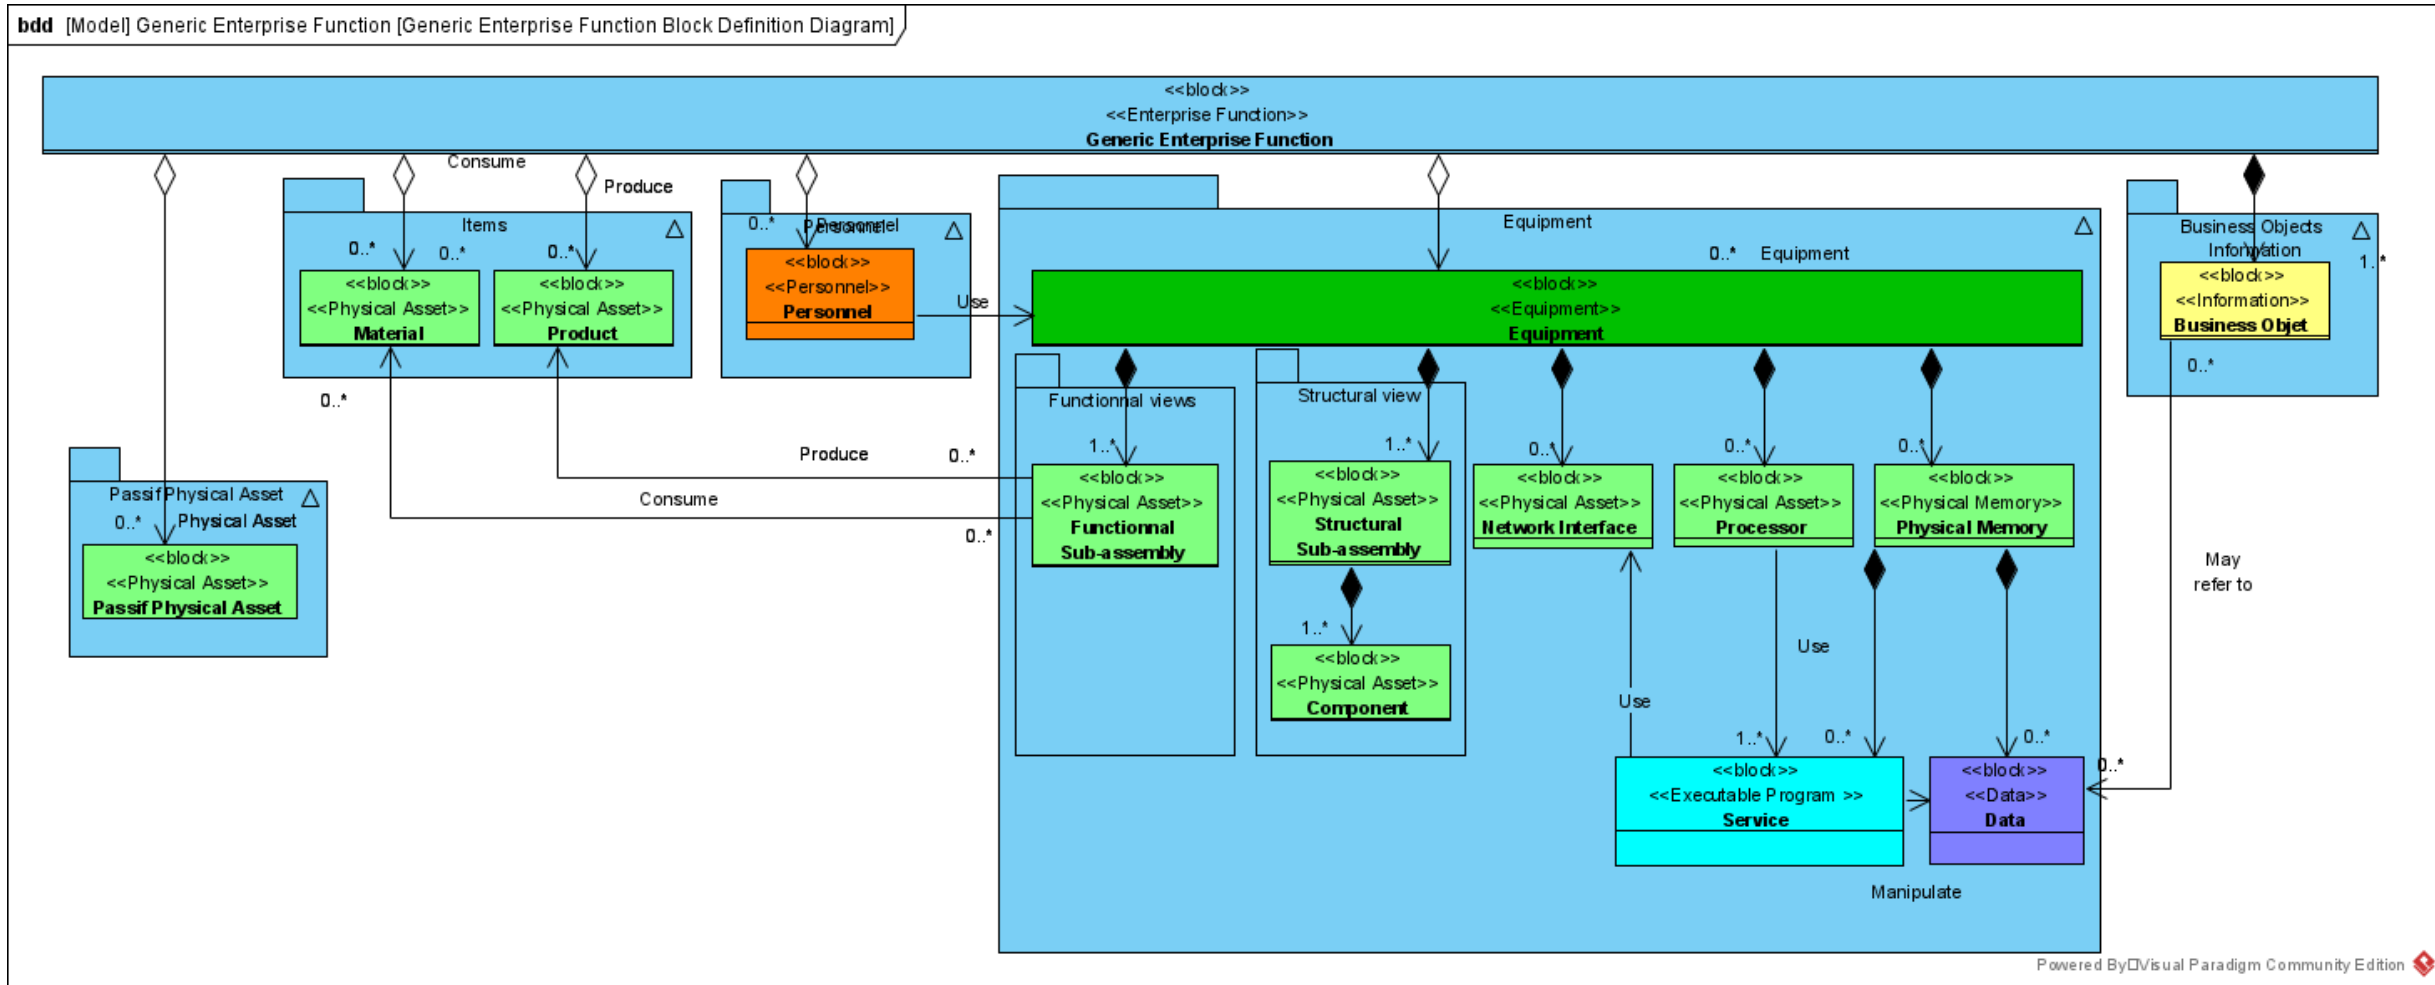 bdd [Model] Generic Enterprise Function [Generic Enterprise Function Block Definition Diagram]
<<block>>
<<Enterprise Function>>
Generic Enterprise Function
Consume
Produce
Items
0..*
0..*
0..*
<<block>>
<<Physical Asset>>
Material
<<block>>
<<Physical Asset>>
Product
0..*
Personnel
Personnel
<<block>>
<<Personnel>>
Personnel
Use
Equipment
0..*
Equipment
<<block>>
<<Equipment>>
Equipment
Business Objects
Information
1..*
<<block>>
<<Information>>
Business Objet
0..*
0..*
Produce
0..*
Consume
0..*
Passif Physical Asset
0..*
Physical Asset
<<block>>
<<Physical Asset>>
Passif Physical Asset
Functionnal views
1..*
<<block>>
<<Physical Asset>>
Functionnal
Sub-assembly
Structural view
1..*
<<block>>
<<Physical Asset>>
Structural
Sub-assembly
1..*
<<block>>
<<Physical Asset>>
Component
0..*
<<block>>
<<Physical Asset>>
Network Interface
0..*
<<block>>
<<Physical Asset>>
Processor
0..*
<<block>>
<<Physical Memory>>
Physical Memory
May
refer to
Use
Use
1..*
0..*
0..*
0..*
<<block>>
<<Executable Program >>
Service
<<block>>
<<Data>>
Data
Manipulate
Powered By□Visual Paradigm Community Edition